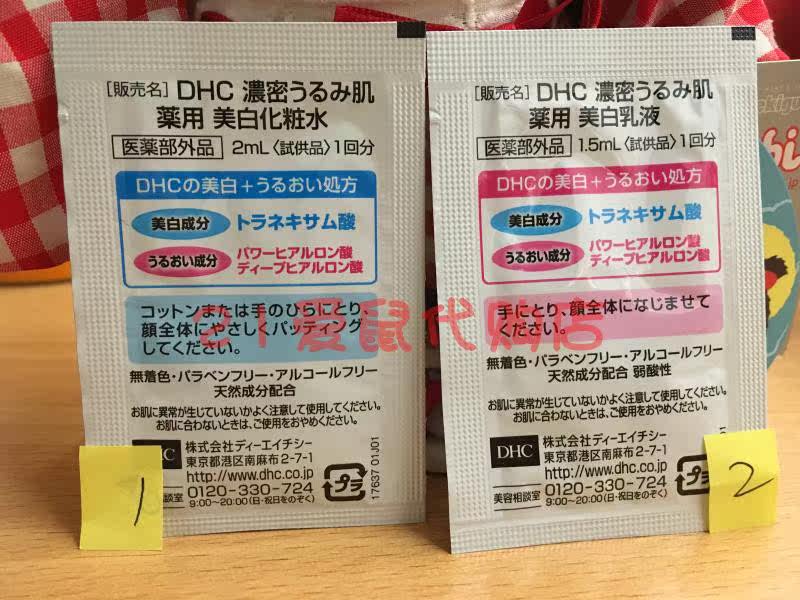 [販売名] DHC 濃密うるみ肌
薬用 美白化粧水
医薬部外品 2mL〈試供品〉1回分
DHCの美白+うるおい処方
美白成分 トラネキサム酸
うるおい成分 パワーヒアルロン酸
ディープヒアルロン酸
コットンまたは手のひらにとり、
顔全体にやさしくパッティング
してください。
無着色・パラベンフリー・アルコールフリー
天然成分配合
お肌に異常が生じていないかよく注意して使用してください。
お肌に合わないときは、ご使用をおやめください。
DHC 株式会社ディーエイチシー
東京都港区南麻布2-7-1
http://www.dhc.co.jp
談室 0120-330-724
9:00~20:00(日・祝日をのぞく)
プラ
17637 01J01
1
[販売名] DHC 濃密うるみ肌
薬用 美白乳液
医薬部外品 1.5mL〈試供品〉1回分
DHCの美白+うるおい処方
美白成分 トラネキサム酸
うるおい成分 パワーヒアルロン酸
ディープヒアルロン酸
手にとり、顔全体になじませて
ください。
無着色・パラベンフリー・アルコールフリー
天然成分配合 弱酸性
お肌に異常が生じていないかよく注意して使用してください。
お肌に合わないときは、ご使用をおやめください。
DHC 株式会社ディーエイチシー
東京都港区南麻布2-7-1
http://www.dhc.co.jp
美容相談室 0120-330-724
9:00~20:00(日・祝日をのぞく)
プラ
2
爱鼠代购店